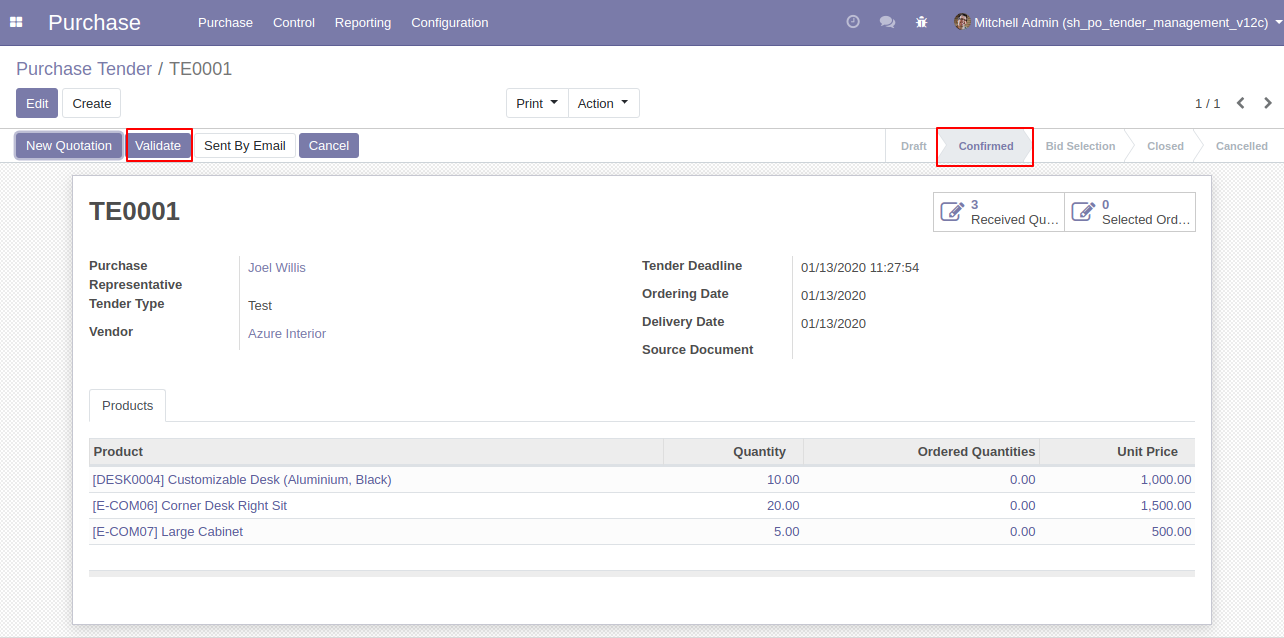 Purchase Purchase Control Reporting Configuration Mitchell Admin (sh_po_tender_management_v12c)
Purchase Tender / TE0001
Edit Create Print Action 1 / 1
New Quotation Validate Sent By Email Cancel Draft Confirmed Bid Selection Closed Cancelled
TE0001
3 Received Qu…
0 Selected Ord…
Purchase Representative Joel Willis
Tender Type Test
Vendor Azure Interior
Tender Deadline 01/13/2020 11:27:54
Ordering Date 01/13/2020
Delivery Date 01/13/2020
Source Document
Products
Product Quantity Ordered Quantities Unit Price
[DESK0004] Customizable Desk (Aluminium, Black) 10.00 0.00 1,000.00
[E-COM06] Corner Desk Right Sit 20.00 0.00 1,500.00
[E-COM07] Large Cabinet 5.00 0.00 500.00